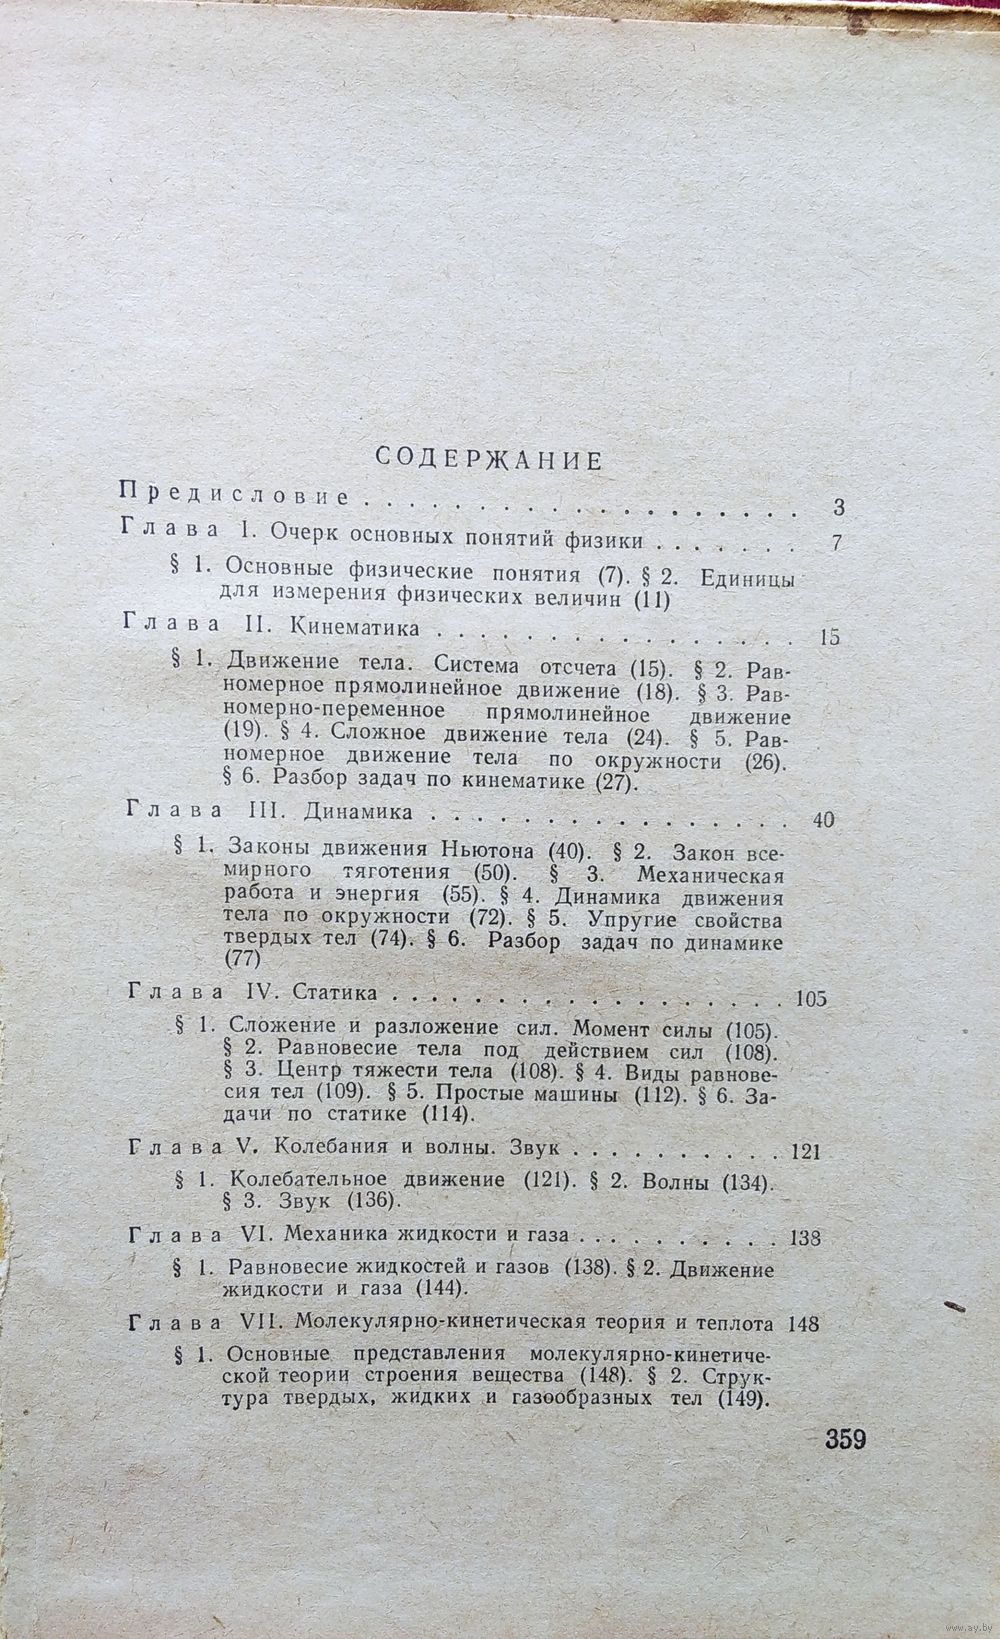 СОДЕРЖАНИЕ
Предисловие . . . . . . . . . . . . . . . . . . . 3
Глава I. Очерк основных понятий физики . . . . . . . 7
§ 1. Основные физические понятия (7). § 2. Единицы
для измерения физических величин (11)
Глава II. Кинематика . . . . . . . . . . . . . . . . 15
§ 1. Движение тела. Система отсчета (15). § 2. Рав-
номерное прямолинейное движение (18). § 3. Рав-
номерно-переменное прямолинейное движение
(19). § 4. Сложное движение тела (24). § 5. Рав-
номерное движение тела по окружности (26).
§ 6. Разбор задач по кинематике (27).
Глава III. Динамика . . . . . . . . . . . . . . . . 40
§ 1. Законы движения Ньютона (40). § 2. Закон все-
мирного тяготения (50). § 3. Механическая
работа и энергия (55). § 4. Динамика движения
тела по окружности (72). § 5. Упругие свойства
твердых тел (74). § 6. Разбор задач по динамике
(77)
Глава IV. Статика . . . . . . . . . . . . . . . . . 105
§ 1. Сложение и разложение сил. Момент силы (105).
§ 2. Равновесие тела под действием сил (108).
§ 3. Центр тяжести тела (108). § 4. Виды равнове-
сия тел (109). § 5. Простые машины (112). § 6. За-
дачи по статике (114).
Глава V. Колебания и волны. Звук . . . . . . . . . . 121
§ 1. Колебательное движение (121). § 2. Волны (134).
§ 3. Звук (136).
Глава VI. Механика жидкости и газа . . . . . . . . . . 138
§ 1. Равновесие жидкостей и газов (138). § 2. Движение
жидкости и газа (144).
Глава VII. Молекулярно-кинетическая теория и теплота 148
§ 1. Основные представления молекулярно-кинетиче-
ской теории строения вещества (148). § 2. Струк-
тура твердых, жидких и газообразных тел (149).
359
www.ay.by